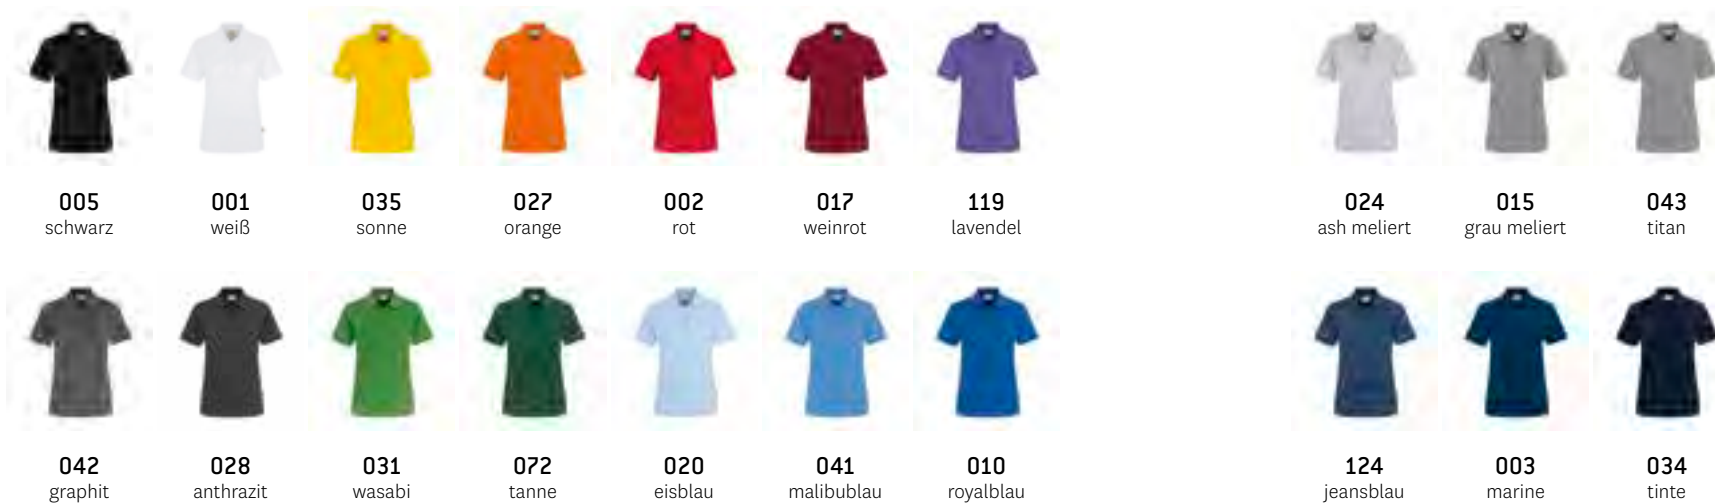 005 001 035 027 002 017 119 024 015 043
schwarz weiß sonne orange rot weinrot lavendel ash meliert grau meliert titan
042 028 031 072 020 041 010 124 003 034
graphit anthrazit wasabi tanne eisblau malibublau royalblau jeansblau marine tinte